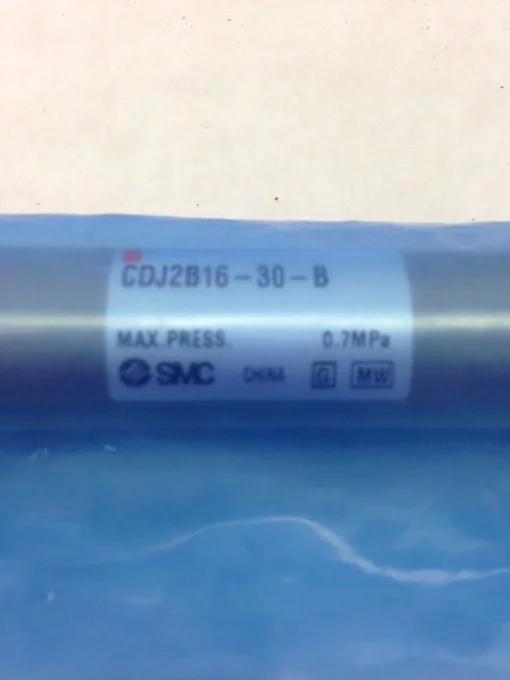 CDJ2B16-30-B
MAX.PRESS. 0.7MPa
SMC CHINA G MW